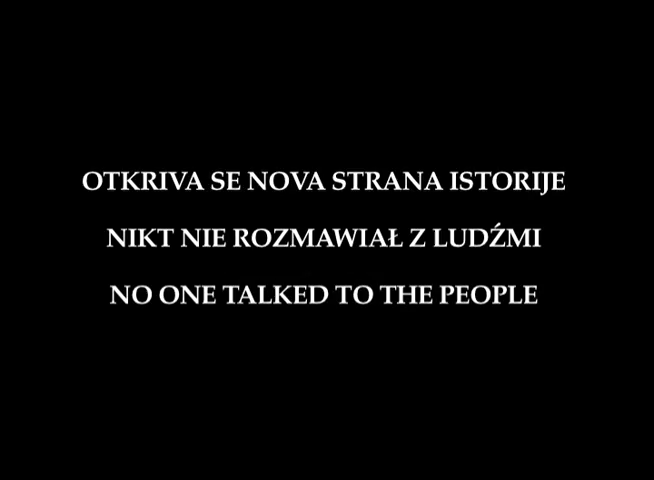 OTKRIVA SE NOVA STRANA ISTORIJE
NIKT NIE ROZMAWIAŁ Z LUDŹMI
NO ONE TALKED TO THE PEOPLE